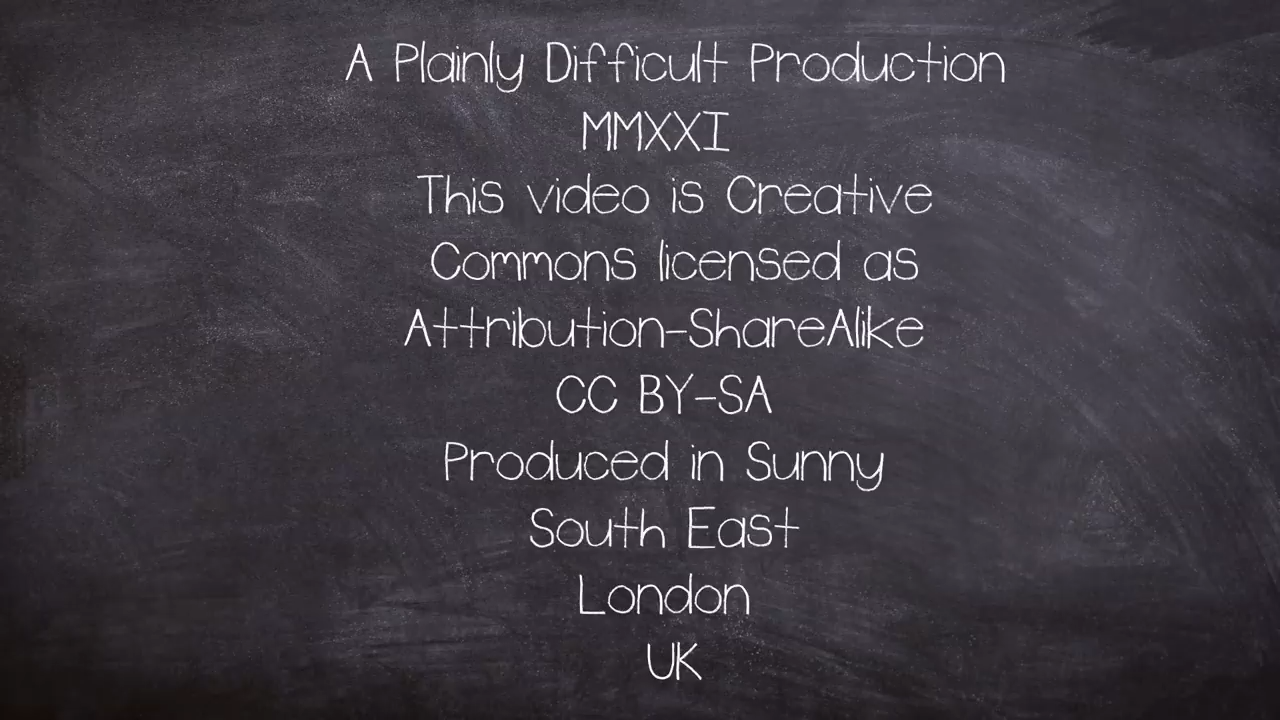 A Plainly Difficult Production
MMXXI
This video is Creative
Commons licensed as
Attribution-ShareAlike
CC BY-SA
Produced in Sunny
South East
London
UK